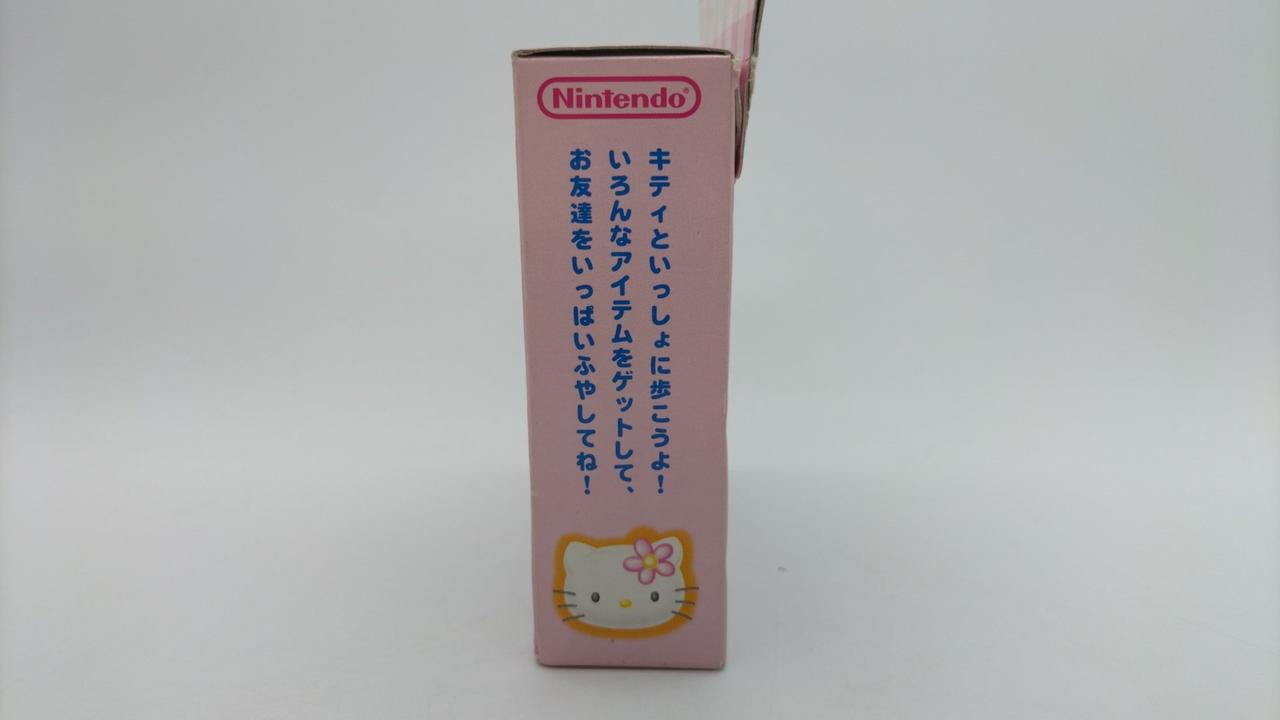 Nintendo®
キティといっしょに歩こうよ！
いろんなアイテムをゲットして、
お友達をいっぱいふやしてね！